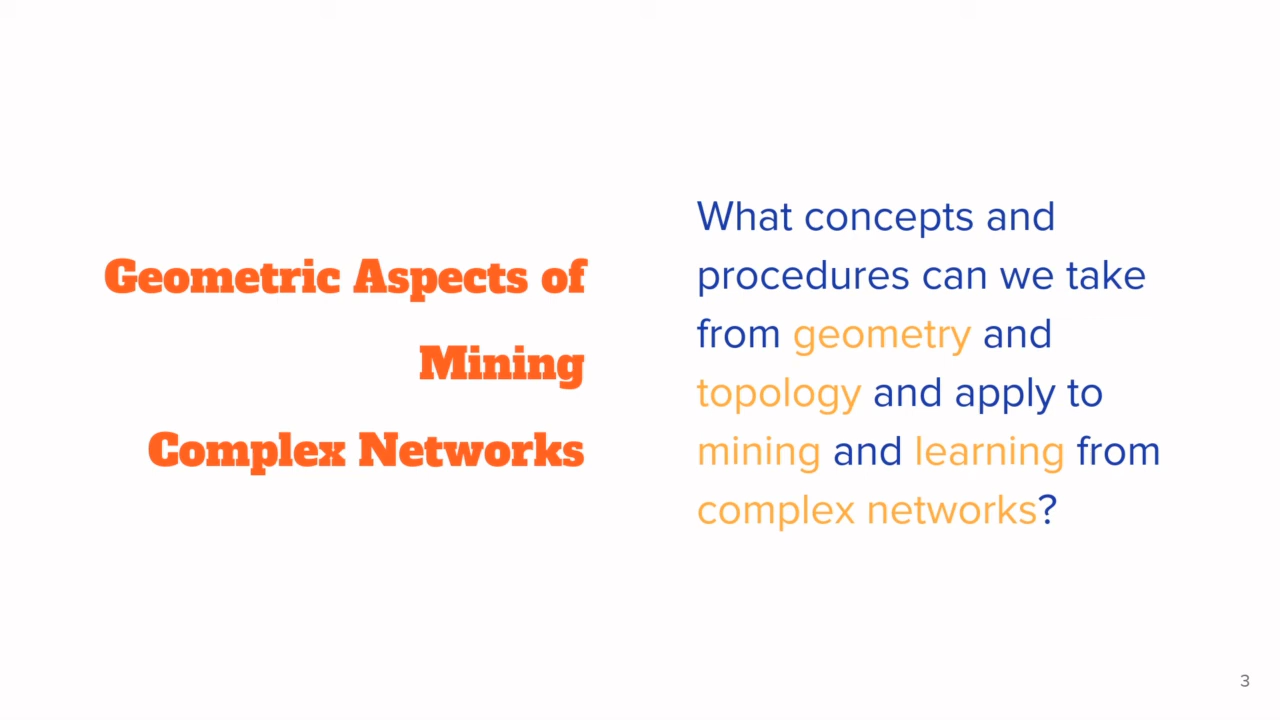 Geometric Aspects of
Mining
Complex Networks
What concepts and
procedures can we take
from geometry and
topology and apply to
mining and learning from
complex networks?
3